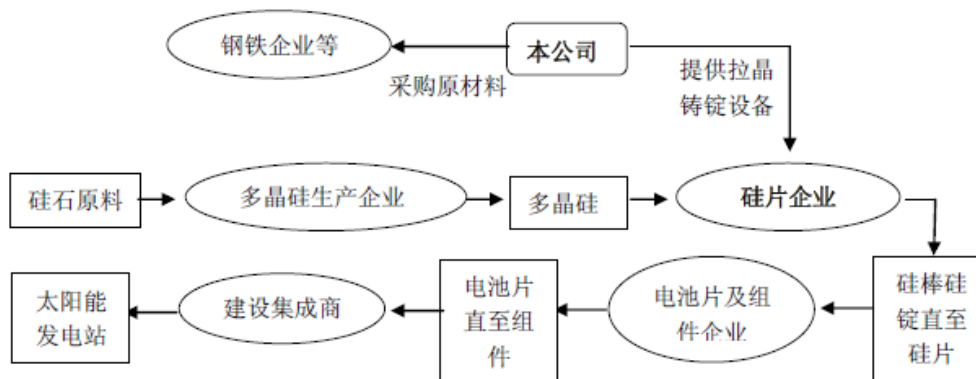 钢铁企业等
本公司
采购原材料
提供拉晶
铸锭设备
硅石原料
多晶硅生产企业
多晶硅
硅片企业
太阳能
发电站
建设集成商
电池片
直至组
件
电池片及组
件企业
硅棒硅
锭直至
硅片